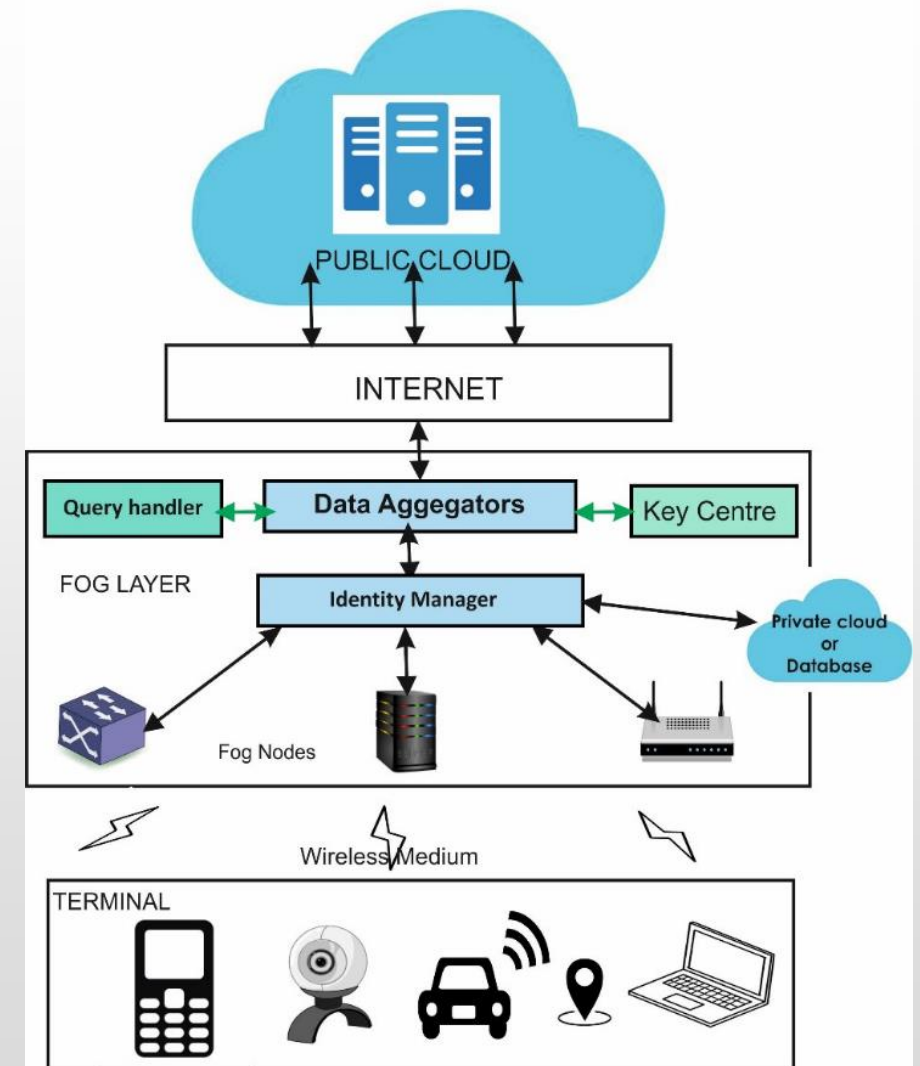 PUBLIC CLOUD
INTERNET
Query handler
Data Aggegators
Key Centre
FOG LAYER
Identity Manager
Private cloud
or
Database
Fog Nodes
Wireless Medium
TERMINAL